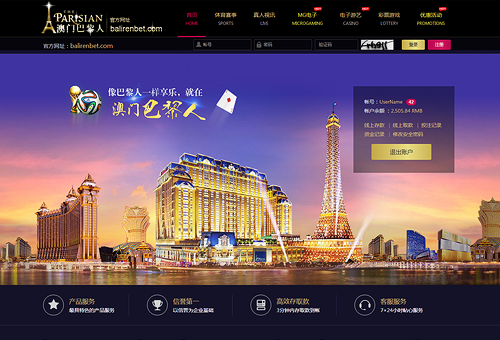 THE
PARISIAN
澳门巴黎人
官方网址
balirenbet.com
首页
HOME
体育赛事
SPORTS
真人视讯
LIVE
MG电子
MICROGAMING
电子游艺
CASINO
彩票游戏
LOTTERY
优惠活动
PROMOTIONS
官方网址：balirenbet.com
帐号
密码
验证码
登录
注册
像巴黎人一样享乐，就在
澳门巴黎人
帐号：UserName 42
帐户余额：2,505.84 RMB
线上存款 | 线上取款 | 投注记录
资金记录 | 修改安全密码
退出账户
产品服务
最具特色的产品服务
信誉第一
以信誉为企业基础
高效存取款
3分钟内存取款到账
客服服务
7*24小时贴心服务